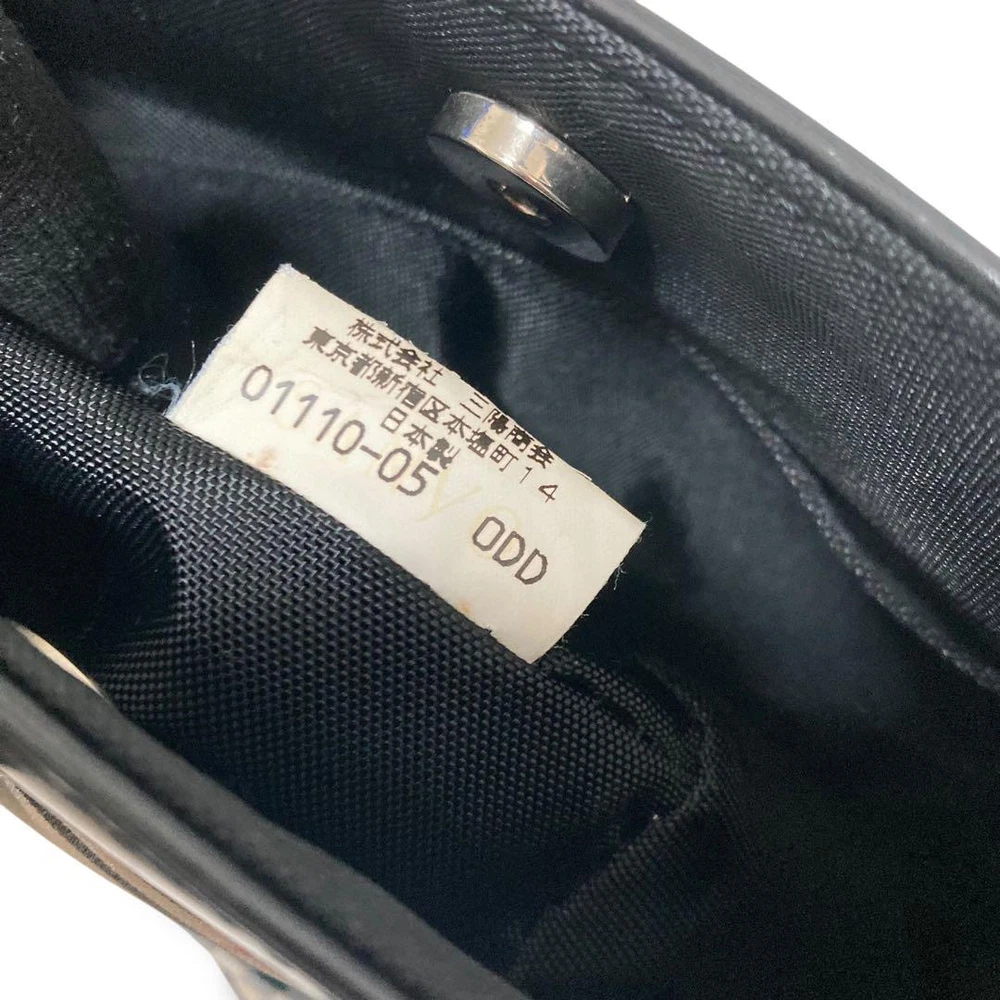 株式会社 三陽商会
東京都新宿区本塩町14
日本製
01110-05
0DD